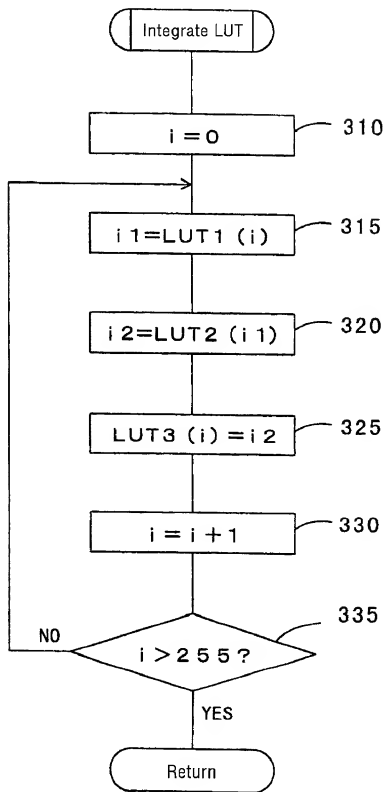 Integrate LUT
i=0
310
i1=LUT1 (i)
315
i2=LUT2 (i1)
320
LUT3 (i)=i2
325
i=i+1
330
335
i>255?
NO
YES
Return